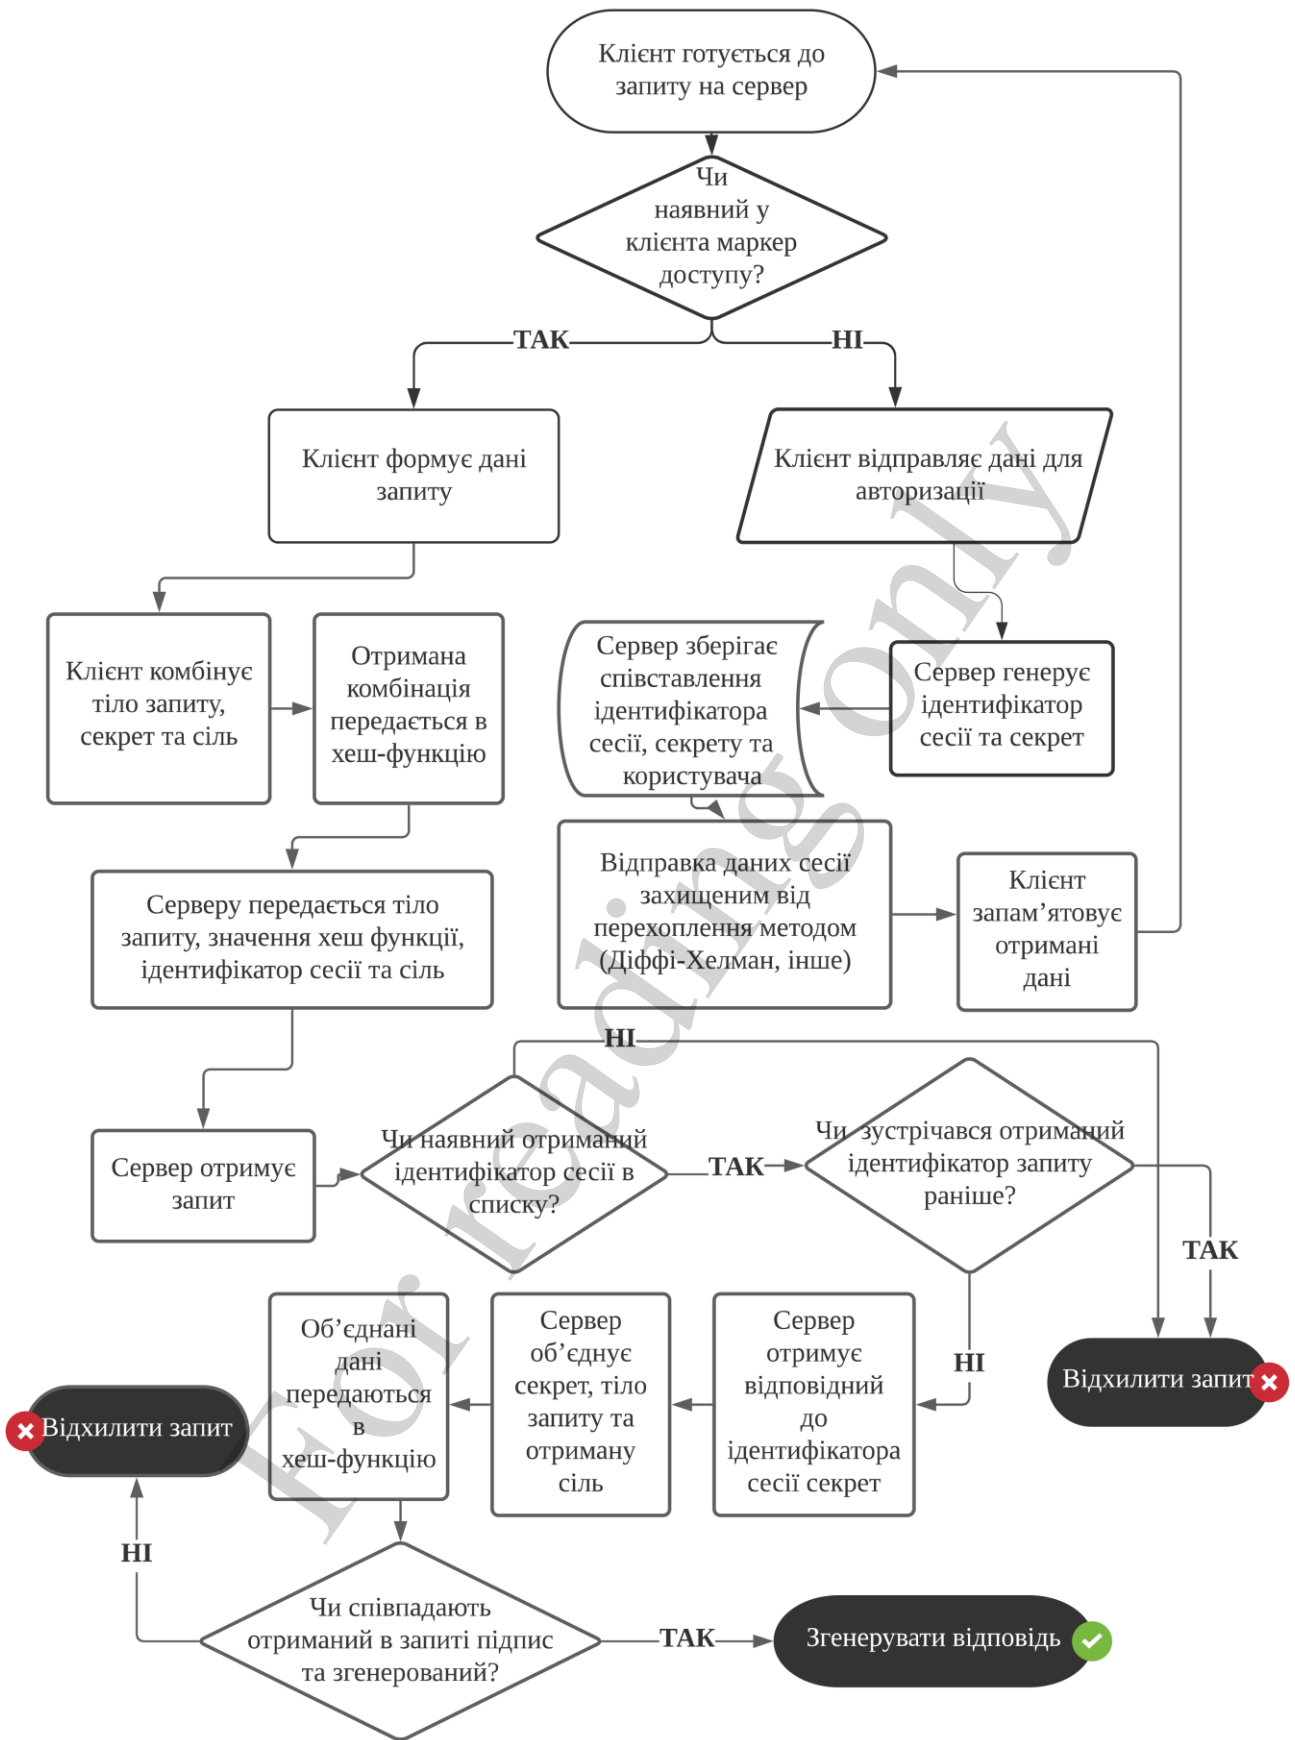 Клієнт готується до
запиту на сервер
Чи
наявний у
клієнта маркер
доступу?
ТАК
НІ
Клієнт формує дані
запиту
Клієнт відправляє дані для
авторизації
Клієнт комбінує
тіло запиту,
секрет та сіль
Отримана
комбінація
передається в
хеш-функцію
Сервер зберігає
співставлення
ідентифікатора
сесії, секрету та
користувача
Сервер генерує
ідентифікатор
сесії та секрет
Серверу передається тіло
запиту, значення хеш функції,
ідентифікатор сесії та сіль
Відправка даних сесії
захищеним від
перехоплення методом
(Діффі-Хелман, інше)
Клієнт
запам’ятовує
отримані
дані
НІ
Сервер отримує
запит
Чи наявний отриманий
ідентифікатор сесії в
списку?
ТАК
Чи зустрічався отриманий
ідентифікатор запиту
раніше?
ТАК
НІ
Відхилити запит
Сервер
отримує
відповідний
до
ідентифікатора
сесії секрет
Сервер
об’єднує
секрет, тіло
запиту та
отриману
сіль
Об’єднані
дані
передаються
в
хеш-функцію
Відхилити запит
НІ
Чи співпадають
отриманий в запиті підпис
та згенерований?
ТАК
Згенерувати відповідь
For reading only